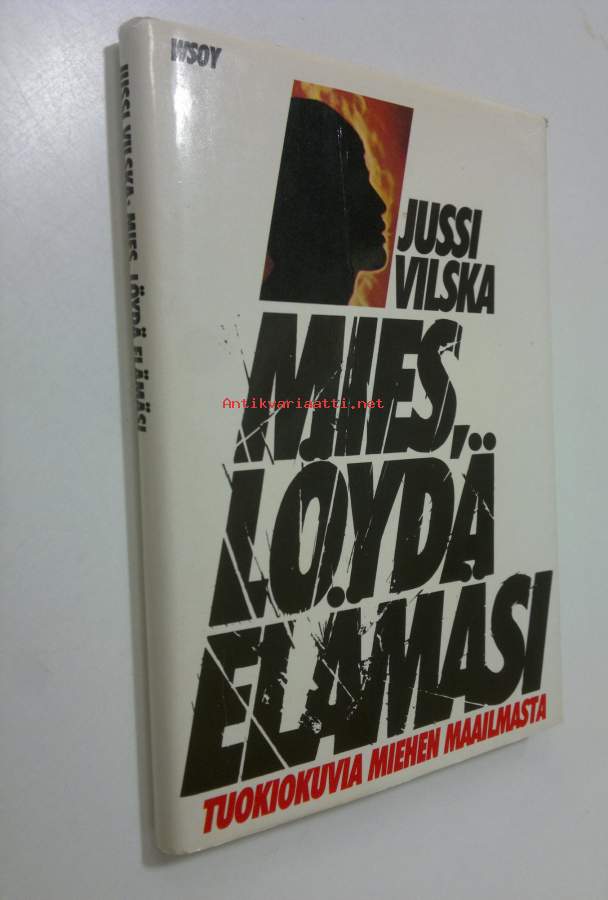 WSOY
JUSSI
VILSKA
MIES,
LÖYDÄ
ELÄMÄSI
TUOKIOKUVIA MIEHEN MAAILMASTA
JUSSI VILSKA · MIES, LÖYDÄ ELÄMÄSI
Antikvariaatti.net